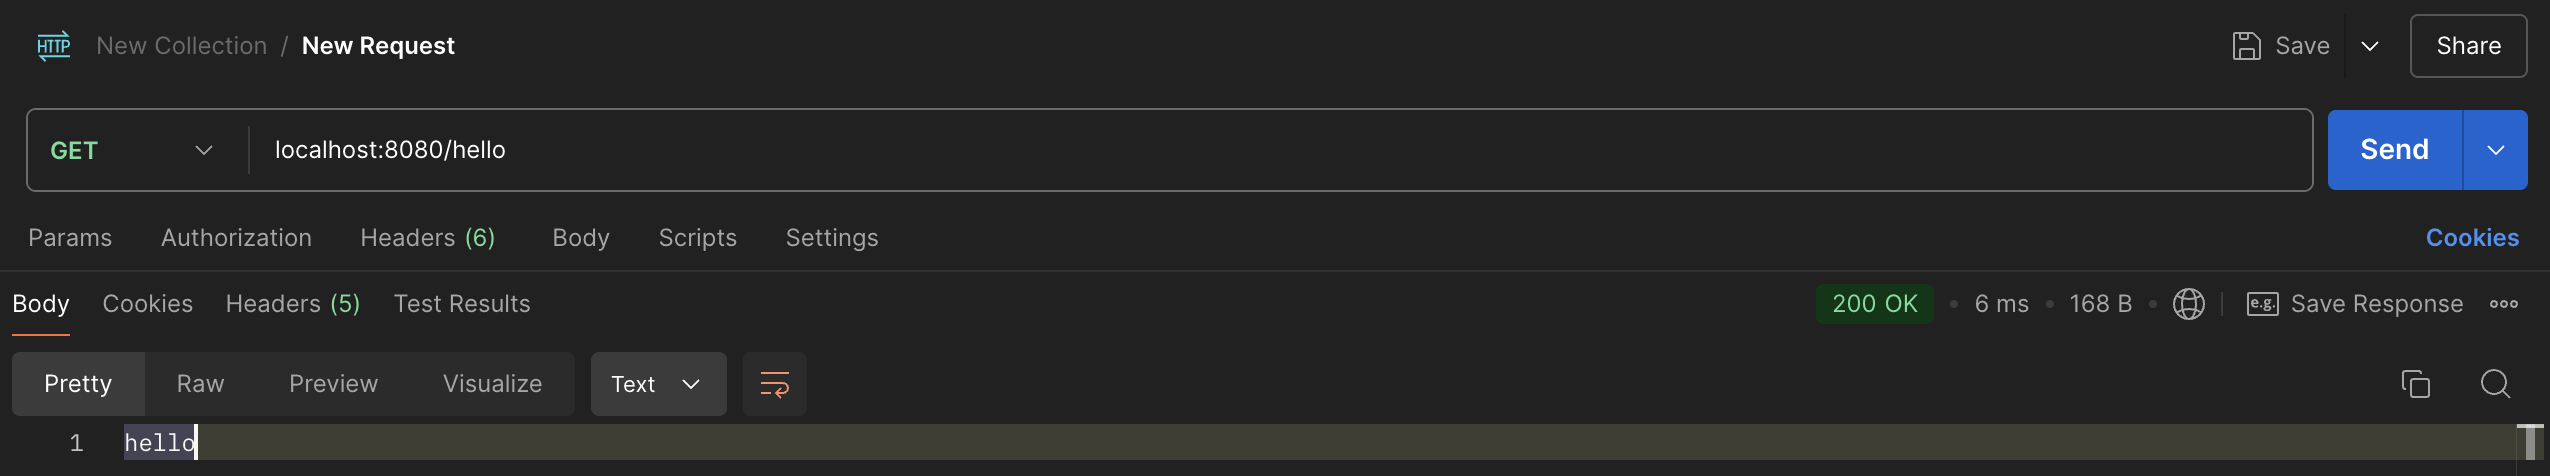 HTTP New Collection / New Request Save Share
GET localhost:8080/hello Send
Params Authorization Headers (6) Body Scripts Settings Cookies
Body Cookies Headers (5) Test Results 200 OK • 6 ms • 168 B • e.g. Save Response
Pretty Raw Preview Visualize Text
1 hello